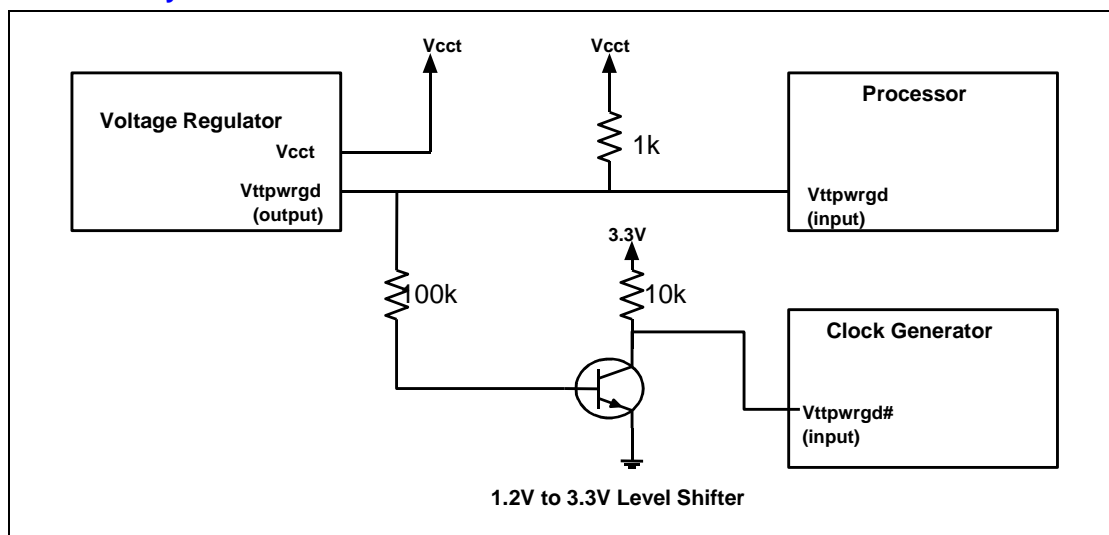 Vcct
Vcct
Voltage Regulator
Processor
1k
Vcct
Vttpwrgd
(output)
Vttpwrgd
(input)
3.3V
100k
10k
Clock Generator
Vttpwrgd#
(input)
1.2V to 3.3V Level Shifter